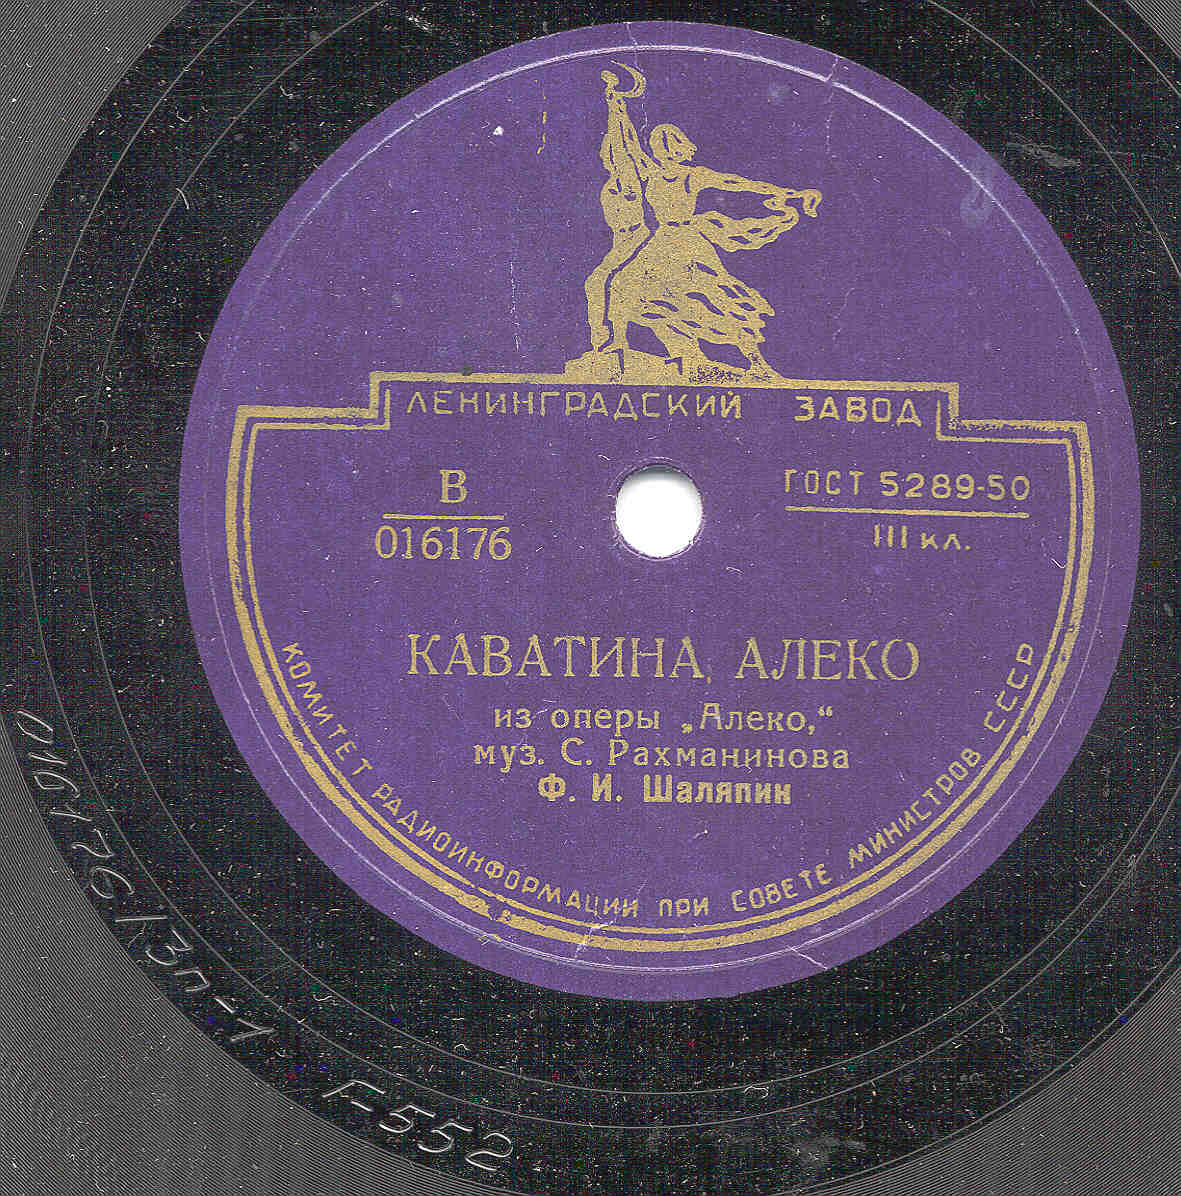 ЛЕНИНГРАДСКИЙ ЗАВОД
В
016176
ГОСТ 5289-50
III кл.
КАВАТИНА АЛЕКО
из оперы „Алеко,“
муз. С. Рахманинова
Ф. И. Шаляпин
КОМИТЕТ РАДИОИНФОРМАЦИИ ПРИ СОВЕТЕ МИНИСТРОВ СССР
016176/3п-1
Г-552